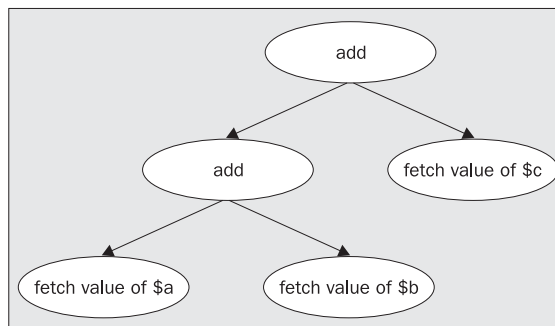 add
add
fetch value of $c
fetch value of $a
fetch value of $b